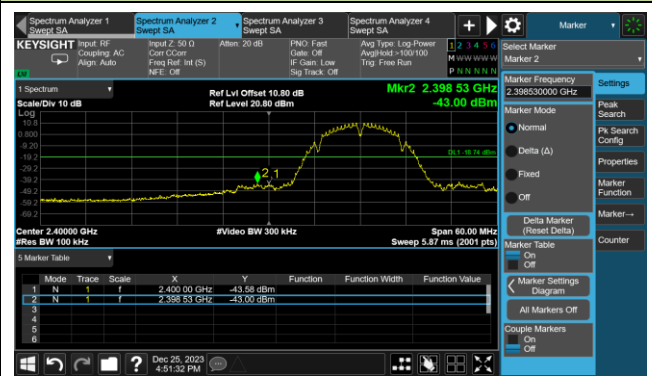 Spectrum Analyzer 1
Swept SA
Spectrum Analyzer 2
Swept SA
Spectrum Analyzer 3
Swept SA
Spectrum Analyzer 4
Swept SA
Marker
KEYSIGHT
Input: RF
Coupling: AC
Align: Auto
Input Z: 50 Ω
Corr CCorr
Freq Ref: Int (S)
NFE: Off
Atten: 20 dB
PNO: Fast
Gate: Off
IF Gain: Low
Sig Track: Off
Avg Type: Log-Power
Avg|Hold:>100/100
Trig: Free Run
1 2 3 4 5 6
M W W W W W
P N N N N N
Select Marker
Marker 2
1 Spectrum
Scale/Div 10 dB
Ref Lvl Offset 10.80 dB
Ref Level 20.80 dBm
Mkr2 2.398 53 GHz
-43.00 dBm
Log
10.8
0.800
-9.20
-19.2
-29.2
-39.2
-49.2
-59.2
-69.2
DL1 -18.74 dBm
2 1
Center 2.40000 GHz
#Res BW 100 kHz
#Video BW 300 kHz
Span 60.00 MHz
Sweep 5.87 ms (2001 pts)
5 Marker Table
Mode Trace Scale X Y Function Function Width Function Value
1 N 1 f 2.400 00 GHz -43.58 dBm
2 N 1 f 2.398 53 GHz -43.00 dBm
3
4
5
6
Marker Frequency
2.398530000 GHz
Marker Mode
Normal
Delta (Δ)
Fixed
Off
Delta Marker
(Reset Delta)
Marker Table
On
Off
Marker Settings
Diagram
All Markers Off
Couple Markers
On
Off
Settings
Peak
Search
Pk Search
Config
Properties
Marker
Function
Marker→
Counter
?
Dec 25, 2023
4:51:32 PM